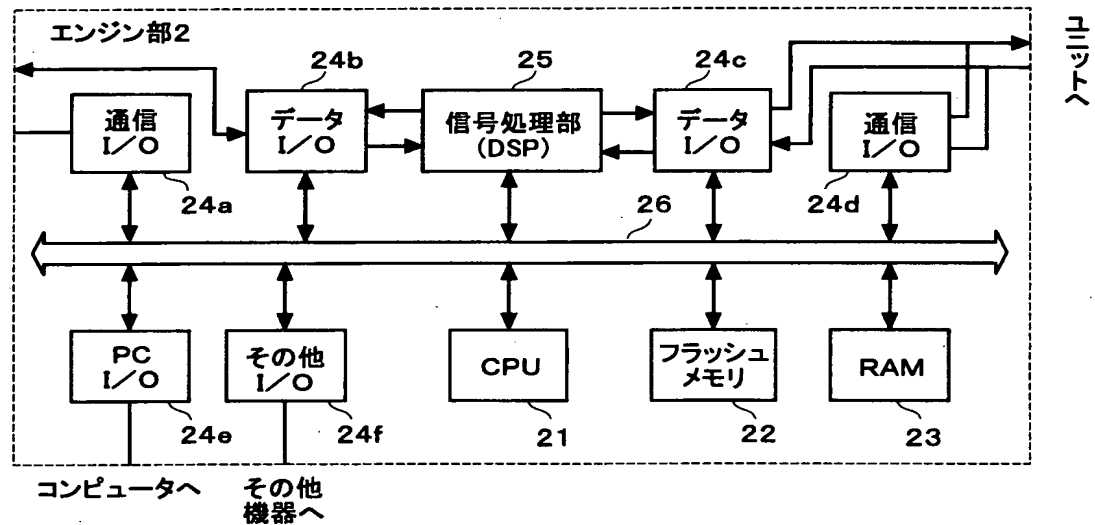 エンジン部2
24b
25
24c
通信
I/O
データ
I/O
信号処理部
(DSP)
データ
I/O
通信
I/O
24a
24d
26
PC
I/O
その他
I/O
CPU
フラッシュ
メモリ
RAM
24e
24f
21
22
23
コンピュータへ
その他
機器へ
ユニットへ